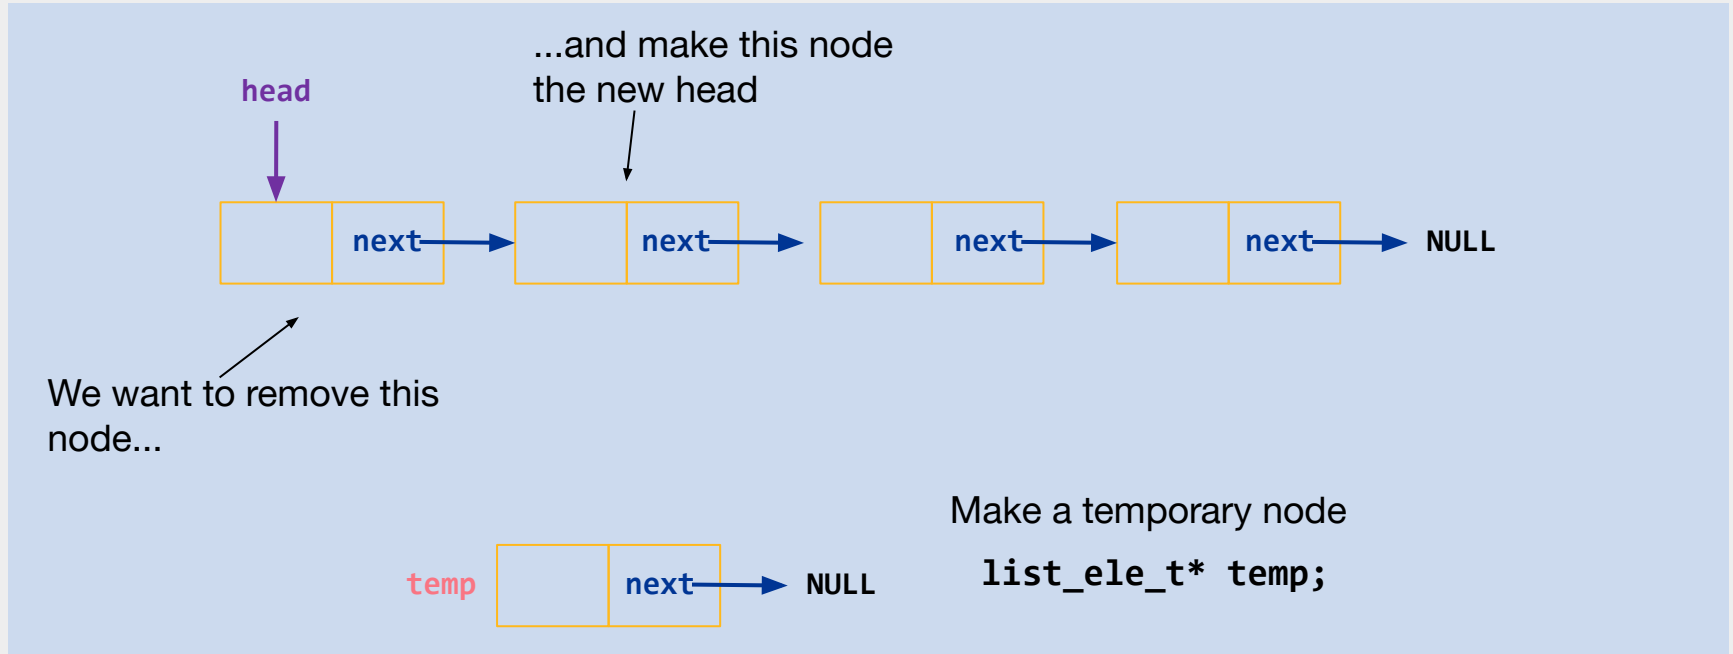 ...and make this node
the new head
head
next
next
next
next
NULL
We want to remove this
node...
Make a temporary node
list_ele_t* temp;
temp
next
NULL